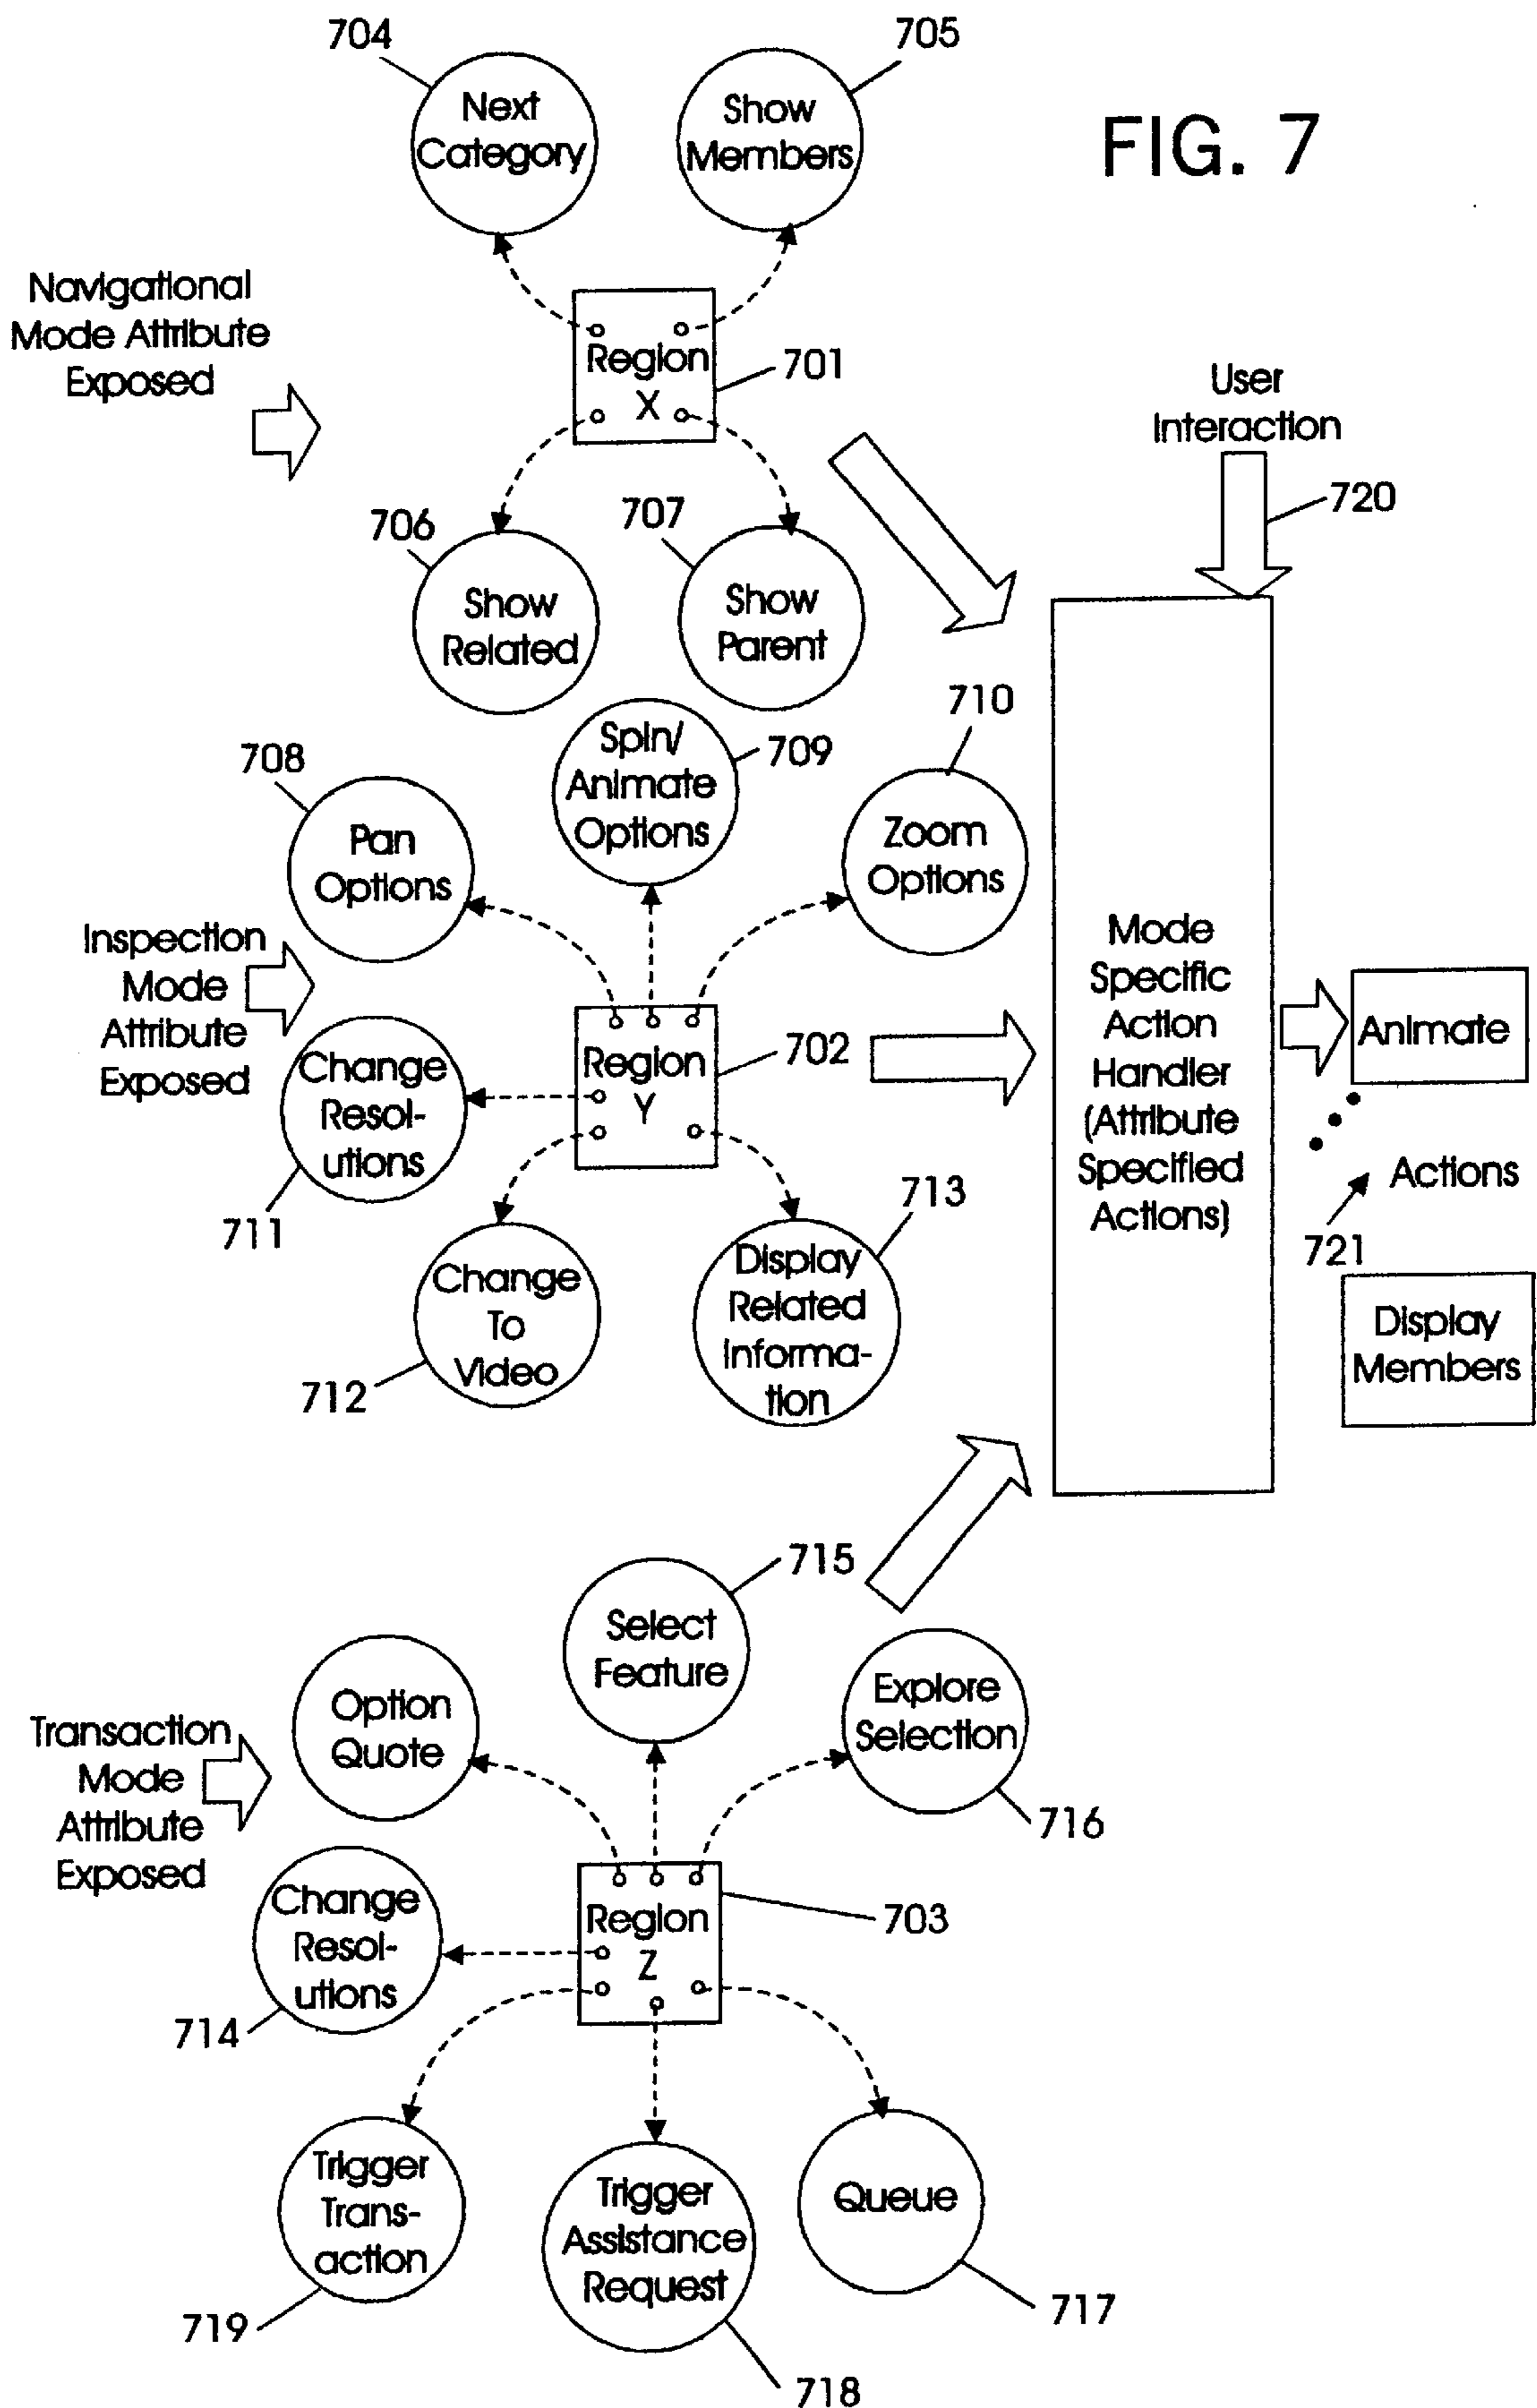 704
705
Next
Category
Show
Members
FIG. 7
Navigational
Mode Attribute
Exposed
Region
X
701
User
Interaction
720
706
707
Show
Related
Show
Parent
710
708
Spin/
Animate
Options
709
Pan
Options
Zoom
Options
Inspection
Mode
Attribute
Exposed
Change
Resol-
utions
Region
Y
702
Mode
Specific
Action
Handler
(Attribute
Specified
Actions)
Animate
Actions
721
711
713
Change
To
Video
712
Display
Related
Informa-
tion
Display
Members
715
Select
Feature
Option
Quote
Explore
Selection
Transaction
Mode
Attribute
Exposed
716
Change
Resol-
utions
Region
Z
703
714
Trigger
Trans-
action
Trigger
Assistance
Request
Queue
719
718
717